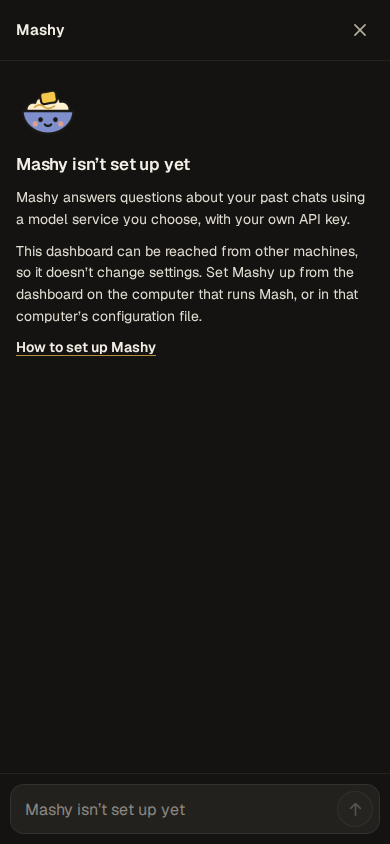 Mashy
Mashy isn’t set up yet
Mashy answers questions about your past chats using
a model service you choose, with your own API key.
This dashboard can be reached from other machines,
so it doesn’t change settings. Set Mashy up from the
dashboard on the computer that runs Mash, or in that
computer’s configuration file.
How to set up Mashy
Mashy isn’t set up yet